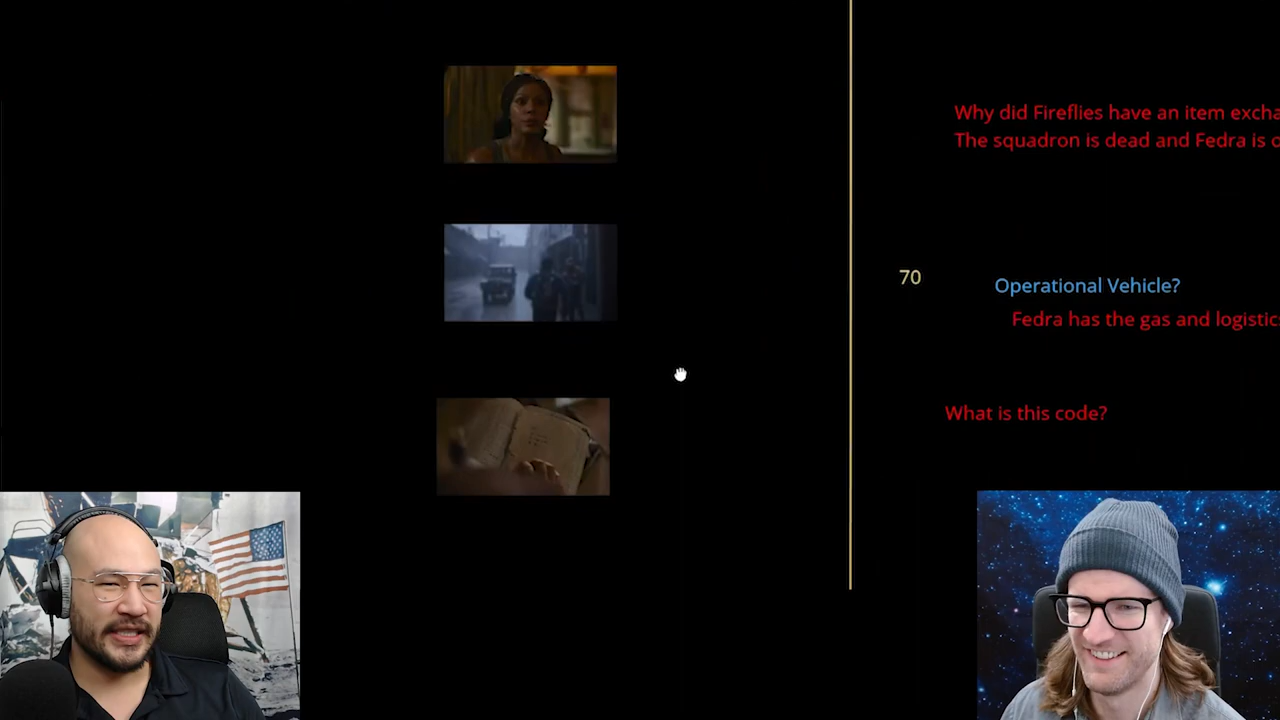 Why did Fireflies have an item excha
The squadron is dead and Fedra is
70
Operational Vehicle?
Fedra has the gas and logistic
What is this code?